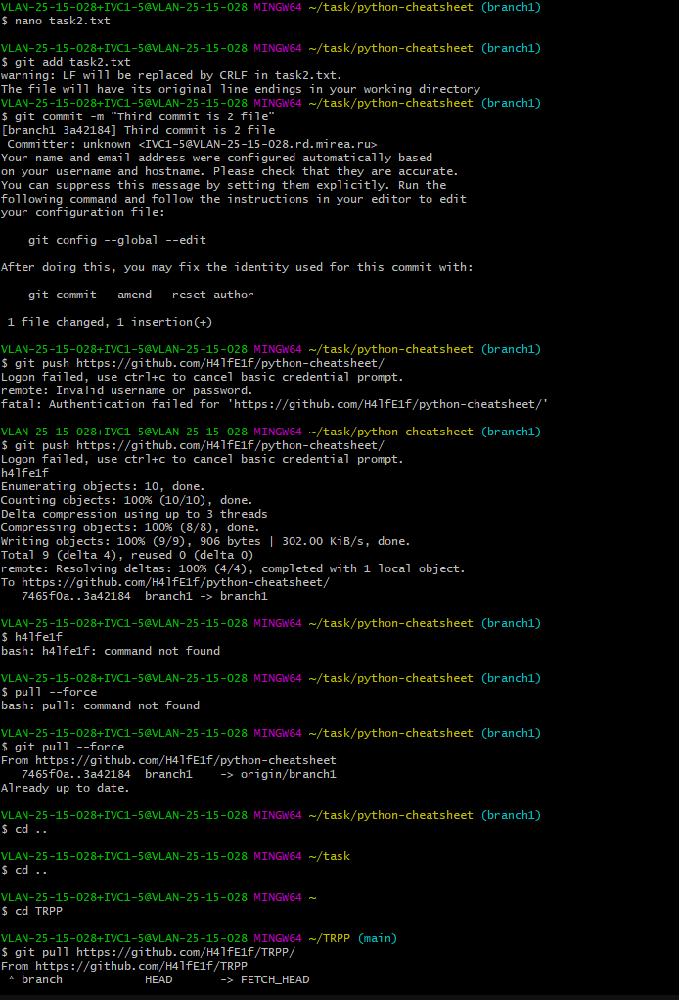 VLAN-25-15-028+IVC1-5@VLAN-25-15-028 MINGW64 ~/task/python-cheatsheet (branch1)
$ nano task2.txt
VLAN-25-15-028+IVC1-5@VLAN-25-15-028 MINGW64 ~/task/python-cheatsheet (branch1)
$ git add task2.txt
warning: LF will be replaced by CRLF in task2.txt.
The file will have its original line endings in your working directory
VLAN-25-15-028+IVC1-5@VLAN-25-15-028 MINGW64 ~/task/python-cheatsheet (branch1)
$ git commit -m "Third commit is 2 file"
[branch1 3a42184] Third commit is 2 file
 Committer: unknown <IVC1-5@VLAN-25-15-028.rd.mirea.ru>
Your name and email address were configured automatically based
on your username and hostname. Please check that they are accurate.
You can suppress this message by setting them explicitly. Run the
following command and follow the instructions in your editor to edit
your configuration file:
    git config --global --edit
After doing this, you may fix the identity used for this commit with:
    git commit --amend --reset-author
 1 file changed, 1 insertion(+)
VLAN-25-15-028+IVC1-5@VLAN-25-15-028 MINGW64 ~/task/python-cheatsheet (branch1)
$ git push https://github.com/H4lfE1f/python-cheatsheet/
Logon failed, use ctrl+c to cancel basic credential prompt.
remote: Invalid username or password.
fatal: Authentication failed for 'https://github.com/H4lfE1f/python-cheatsheet/'
VLAN-25-15-028+IVC1-5@VLAN-25-15-028 MINGW64 ~/task/python-cheatsheet (branch1)
$ git push https://github.com/H4lfE1f/python-cheatsheet/
Logon failed, use ctrl+c to cancel basic credential prompt.
h4lfe1f
Enumerating objects: 10, done.
Counting objects: 100% (10/10), done.
Delta compression using up to 3 threads
Compressing objects: 100% (8/8), done.
Writing objects: 100% (9/9), 906 bytes | 302.00 KiB/s, done.
Total 9 (delta 4), reused 0 (delta 0)
remote: Resolving deltas: 100% (4/4), completed with 1 local object.
To https://github.com/H4lfE1f/python-cheatsheet/
   7465f0a..3a42184  branch1 -> branch1
VLAN-25-15-028+IVC1-5@VLAN-25-15-028 MINGW64 ~/task/python-cheatsheet (branch1)
$ h4lfe1f
bash: h4lfe1f: command not found
VLAN-25-15-028+IVC1-5@VLAN-25-15-028 MINGW64 ~/task/python-cheatsheet (branch1)
$ pull --force
bash: pull: command not found
VLAN-25-15-028+IVC1-5@VLAN-25-15-028 MINGW64 ~/task/python-cheatsheet (branch1)
$ git pull --force
From https://github.com/H4lfE1f/python-cheatsheet
   7465f0a..3a42184  branch1    -> origin/branch1
Already up to date.
VLAN-25-15-028+IVC1-5@VLAN-25-15-028 MINGW64 ~/task/python-cheatsheet (branch1)
$ cd ..
VLAN-25-15-028+IVC1-5@VLAN-25-15-028 MINGW64 ~/task
$ cd ..
VLAN-25-15-028+IVC1-5@VLAN-25-15-028 MINGW64 ~
$ cd TRPP
VLAN-25-15-028+IVC1-5@VLAN-25-15-028 MINGW64 ~/TRPP (main)
$ git pull https://github.com/H4lfE1f/TRPP/
From https://github.com/H4lfE1f/TRPP
 * branch            HEAD       -> FETCH_HEAD